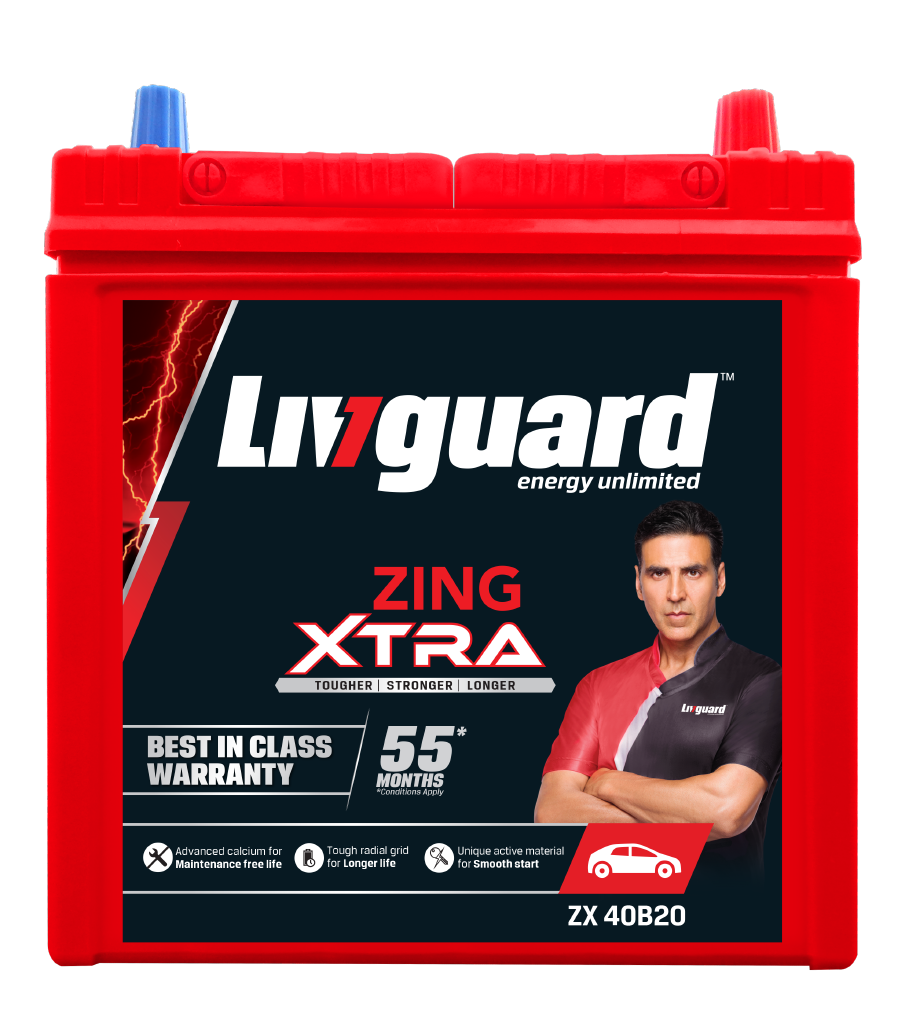 Livguard™
energy unlimited
ZING
XTRA
TOUGHER | STRONGER | LONGER
Livguard
BEST IN CLASS
WARRANTY
55*
MONTHS
*Conditions Apply
Advanced calcium for
Maintenance free life
Tough radial grid
for Longer life
Unique active material
for Smooth start
ZX 40B20